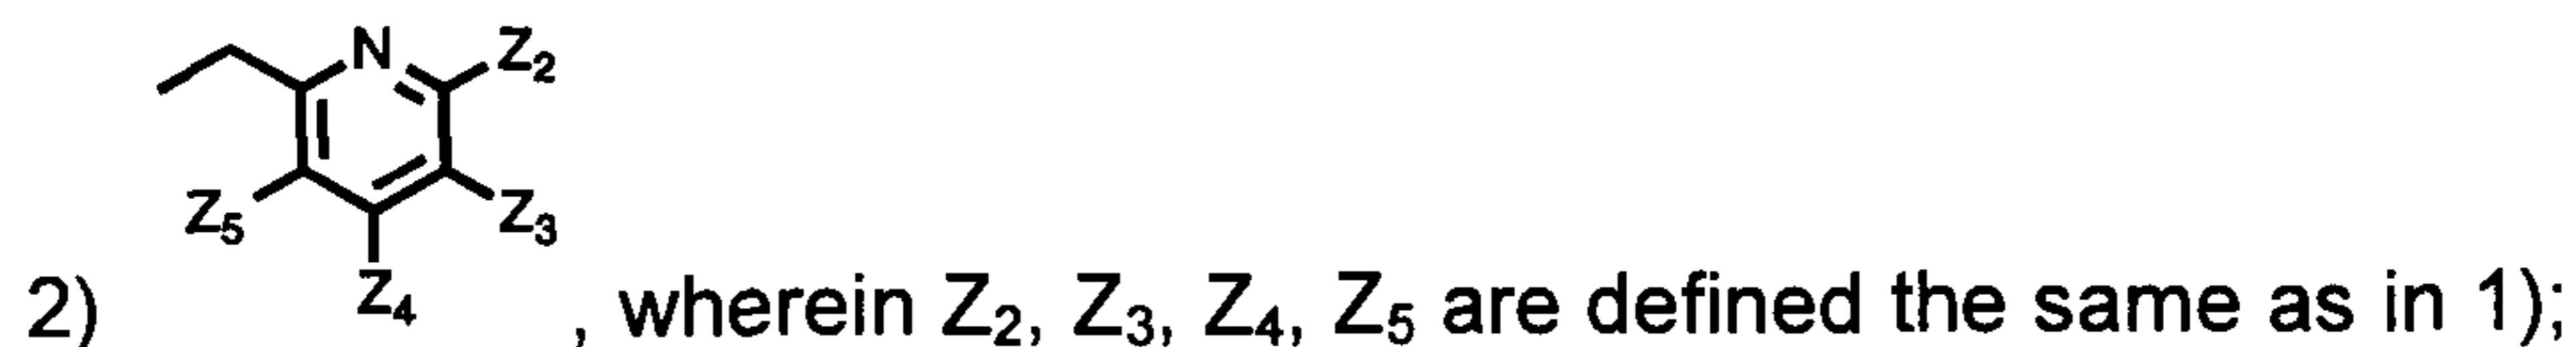 N
Z₂
Z₅
Z₃
Z₄
2) , wherein Z₂, Z₃, Z₄, Z₅ are defined the same as in 1);